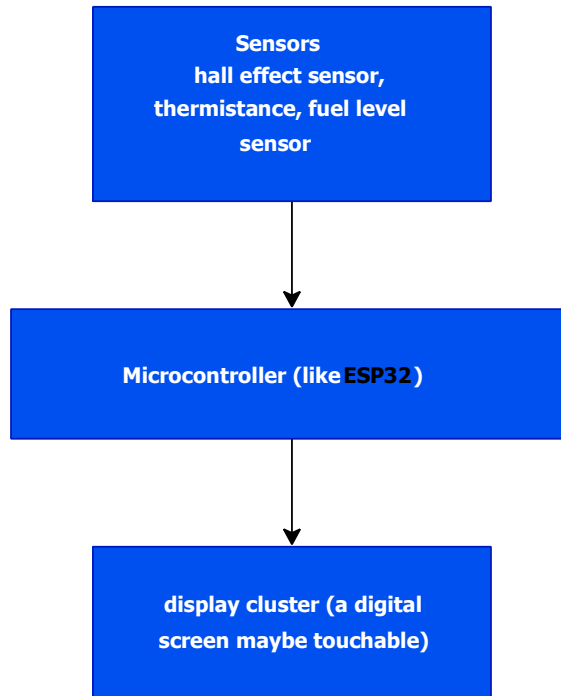 Sensors
hall effect sensor,
thermistance, fuel level
sensor
Microcontroller (like ESP32)
display cluster (a digital
screen maybe touchable)